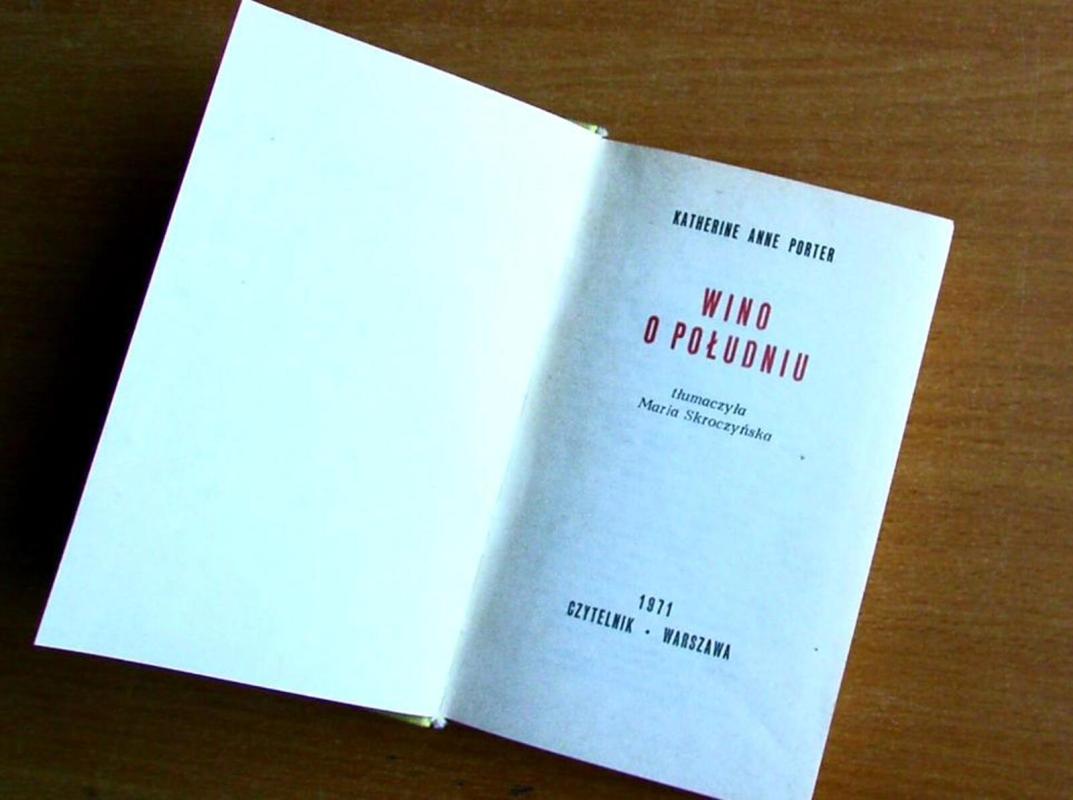 KATHERINE ANNE PORTER
WINO
O POŁUDNIU
tłumaczyła
Maria Skroczyńska
1971
CZYTELNIK • WARSZAWA